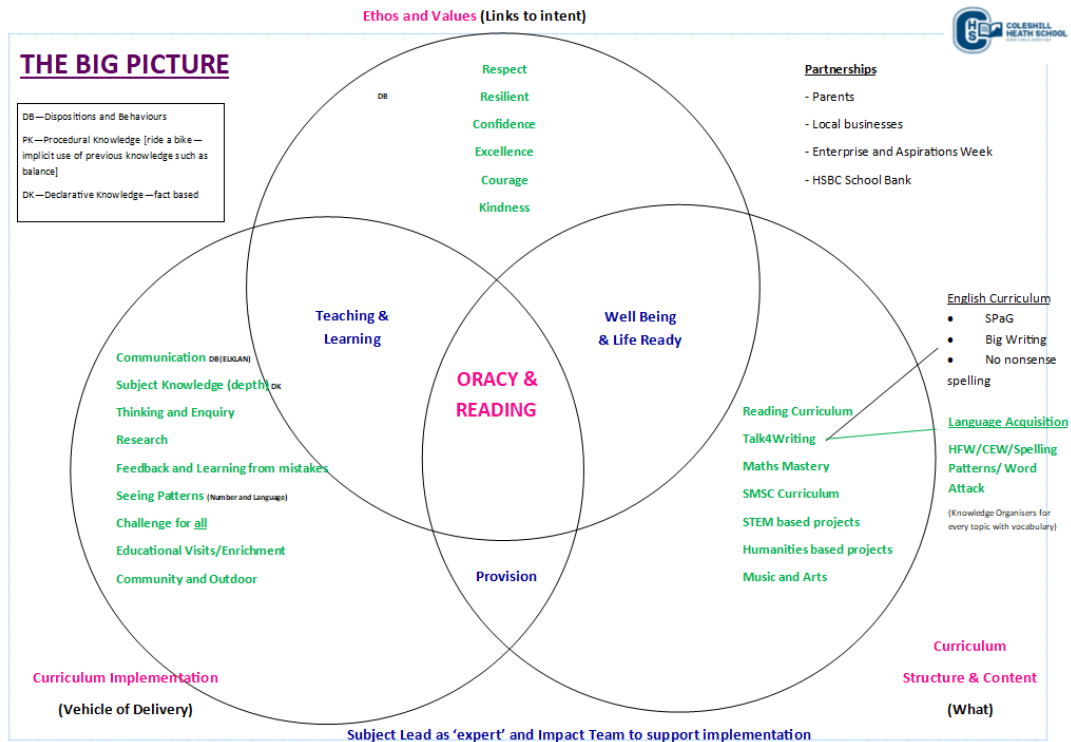 Ethos and Values (Links to intent)
COLESHILL
HEATH SCHOOL
CHS
THE BIG PICTURE
DB—Dispositions and Behaviours
PK—Procedural Knowledge [ride a bike—
implicit use of previous knowledge such as
balance]
DK—Declarative Knowledge—fact based
DB
Respect
Resilient
Confidence
Excellence
Courage
Kindness
Partnerships
- Parents
- Local businesses
- Enterprise and Aspirations Week
- HSBC School Bank
Teaching &
Learning
Well Being
& Life Ready
ORACY &
READING
Provision
Communication DB (ELKLAN)
Subject Knowledge (depth) DK
Thinking and Enquiry
Research
Feedback and Learning from mistakes
Seeing Patterns (Number and Language)
Challenge for all
Educational Visits/Enrichment
Community and Outdoor
Reading Curriculum
Talk4Writing
Maths Mastery
SMSC Curriculum
STEM based projects
Humanities based projects
Music and Arts
English Curriculum
● SPaG
● Big Writing
● No nonsense
spelling
Language Acquisition
HFW/CEW/Spelling
Patterns/ Word
Attack
(Knowledge Organisers for
every topic with vocabulary)
Curriculum Implementation
(Vehicle of Delivery)
Curriculum
Structure & Content
(What)
Subject Lead as ‘expert’ and Impact Team to support implementation